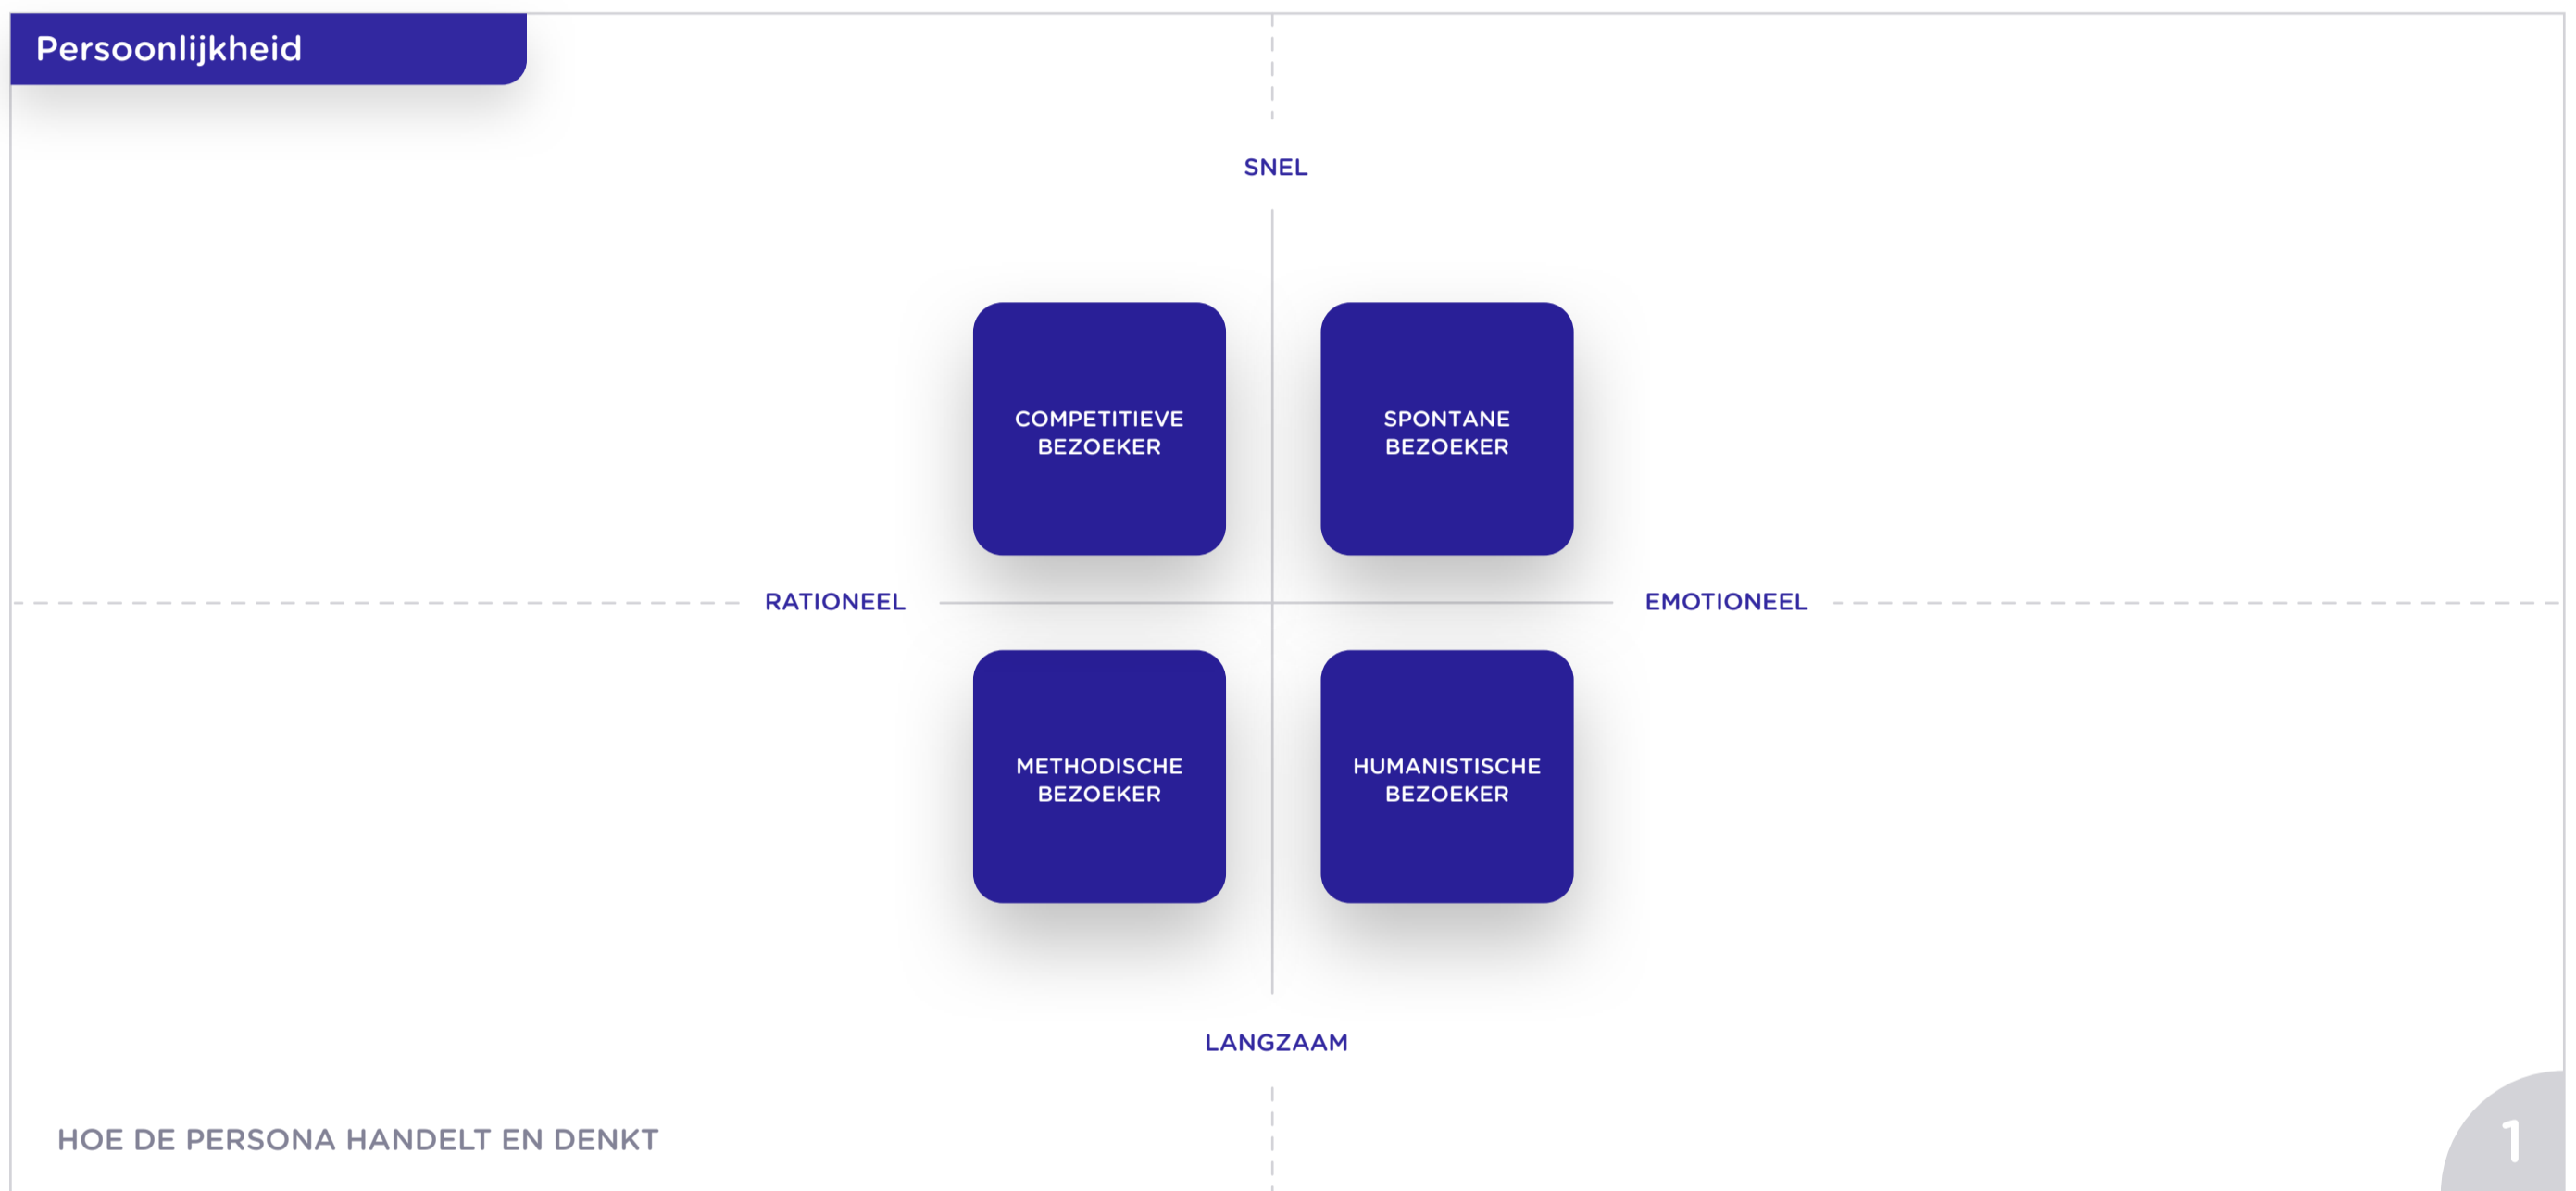 Persoonlijkheid
SNEL
COMPETITIEVE
BEZOEKER
SPONTANE
BEZOEKER
RATIONEEL
EMOTIONEEL
METHODISCHE
BEZOEKER
HUMANISTISCHE
BEZOEKER
LANGZAAM
HOE DE PERSONA HANDELT EN DENKT
1